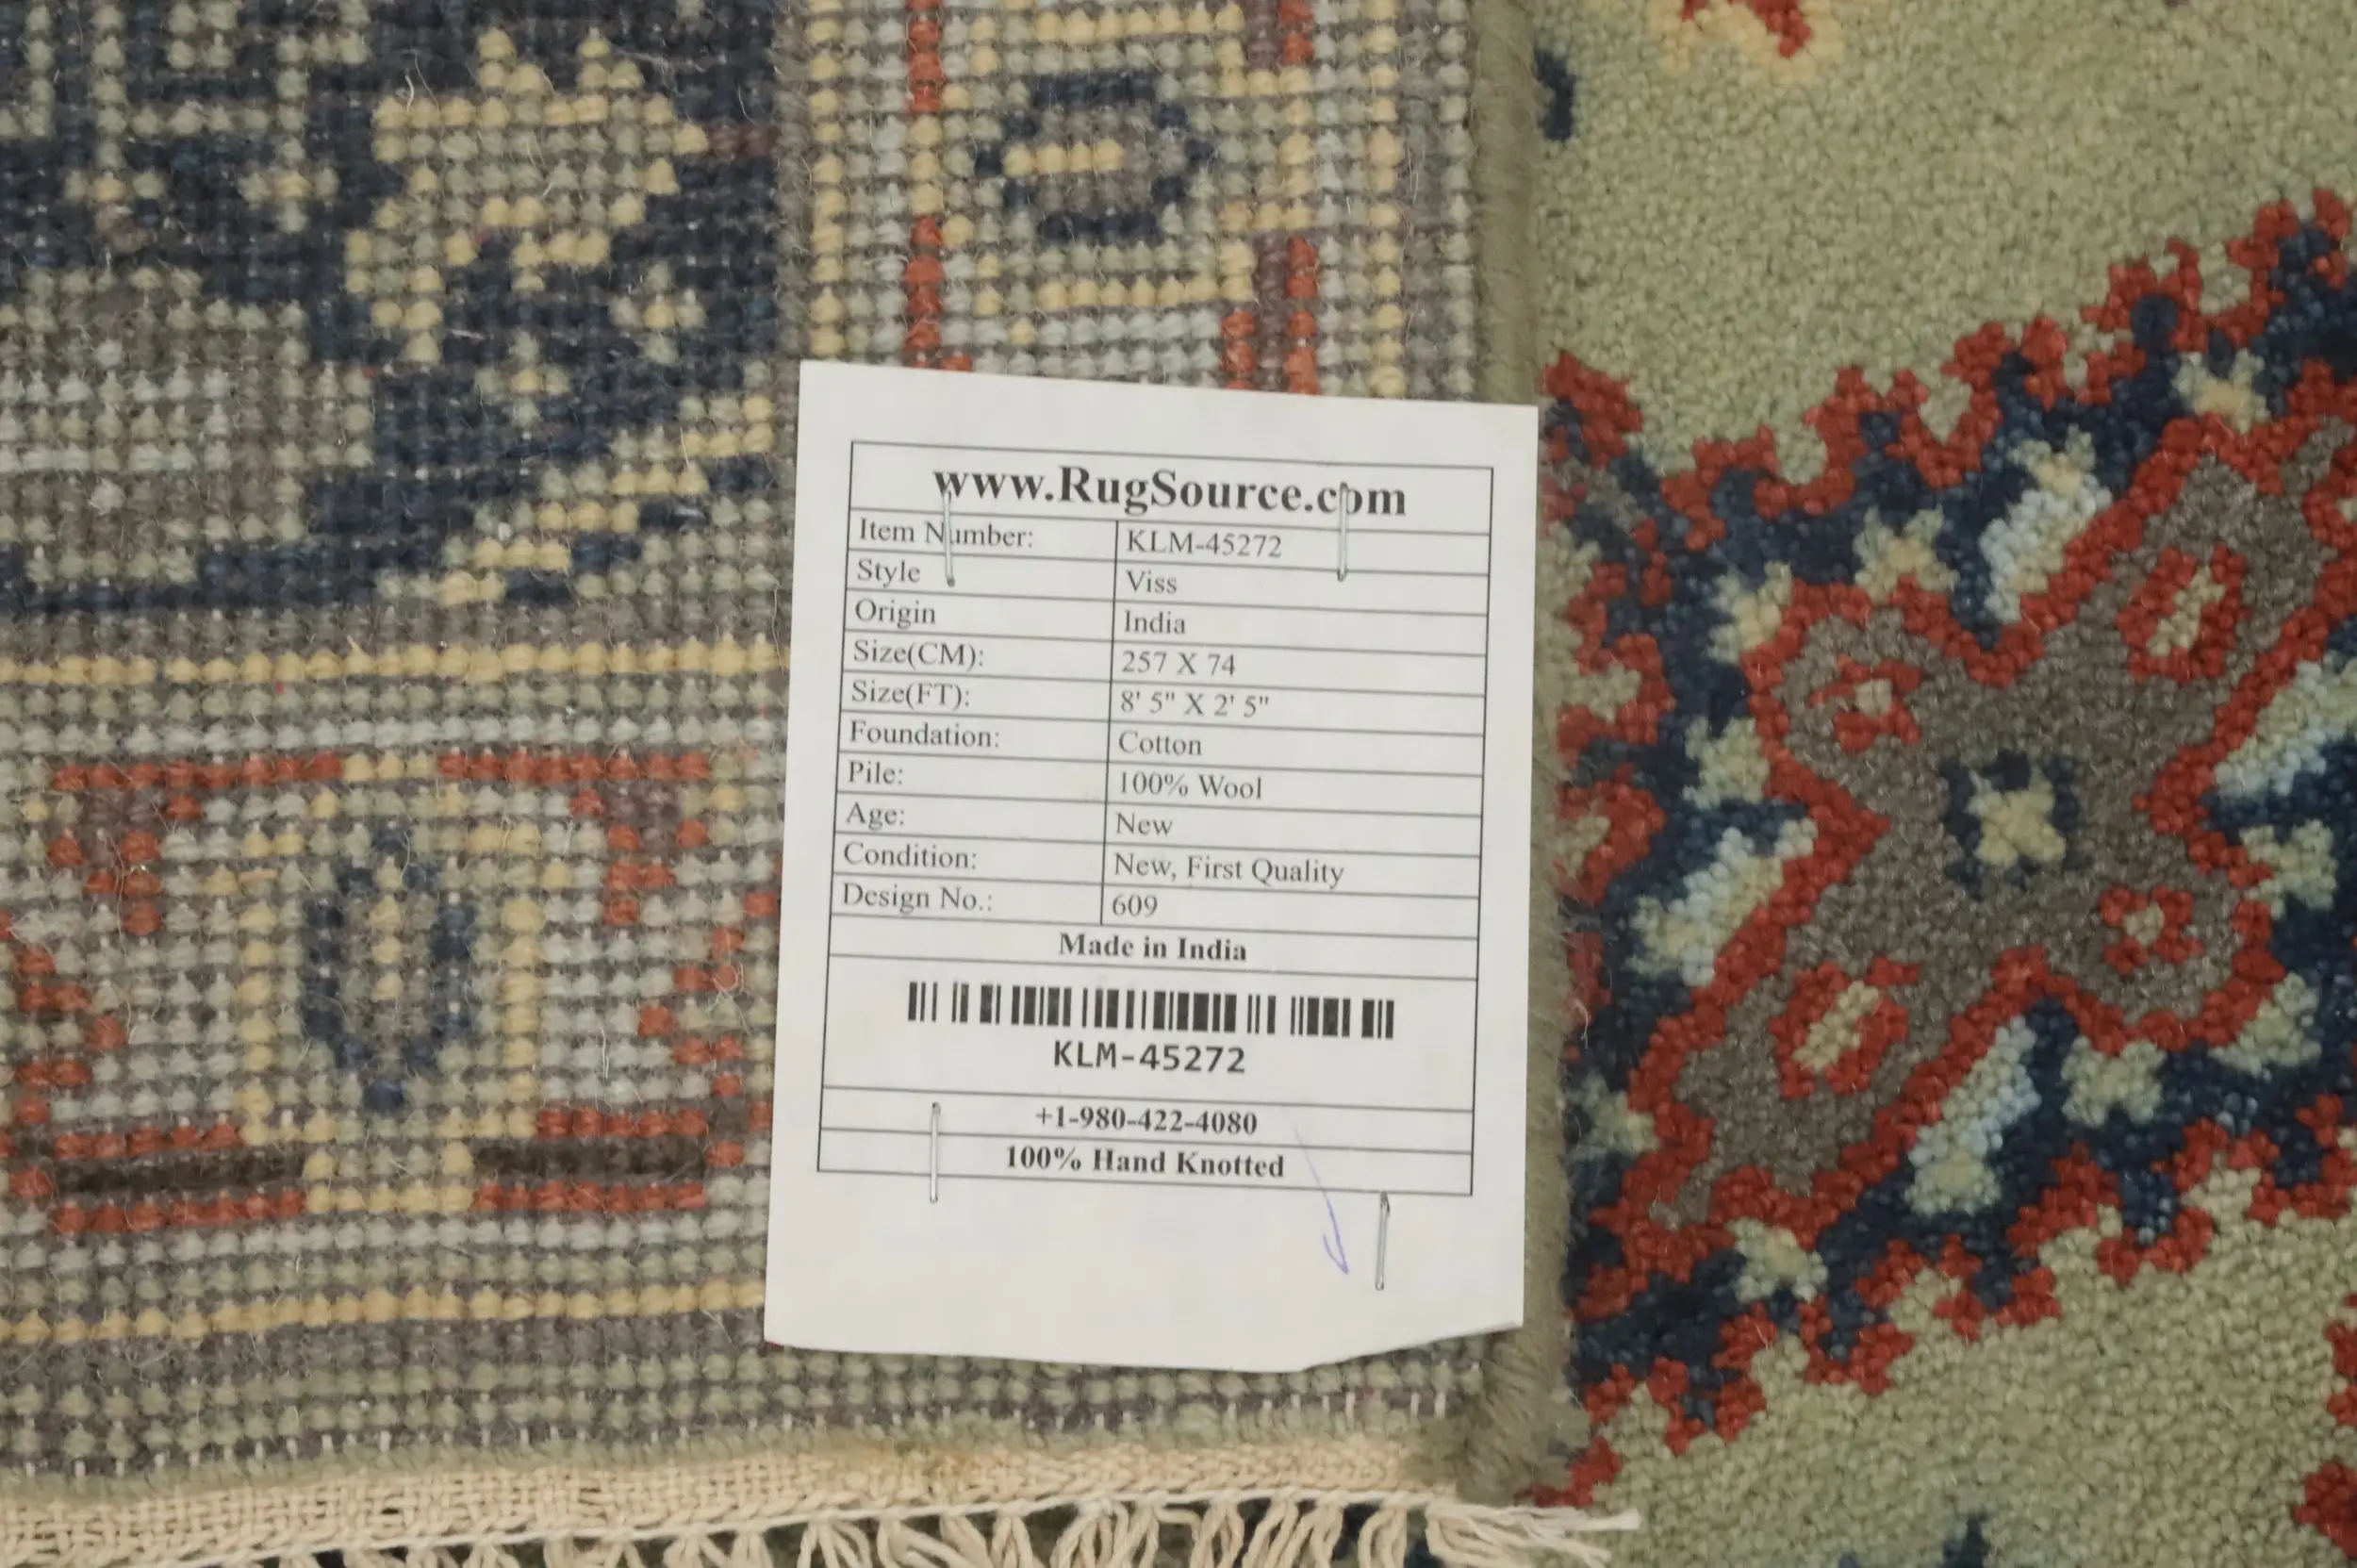 www.RugSource.com
Item Number: KLM-45272
Style Viss
Origin India
Size(CM): 257 X 74
Size(FT): 8' 5" X 2' 5"
Foundation: Cotton
Pile: 100% Wool
Age: New
Condition: New, First Quality
Design No.: 609
Made in India
KLM-45272
+1-980-422-4080
100% Hand Knotted